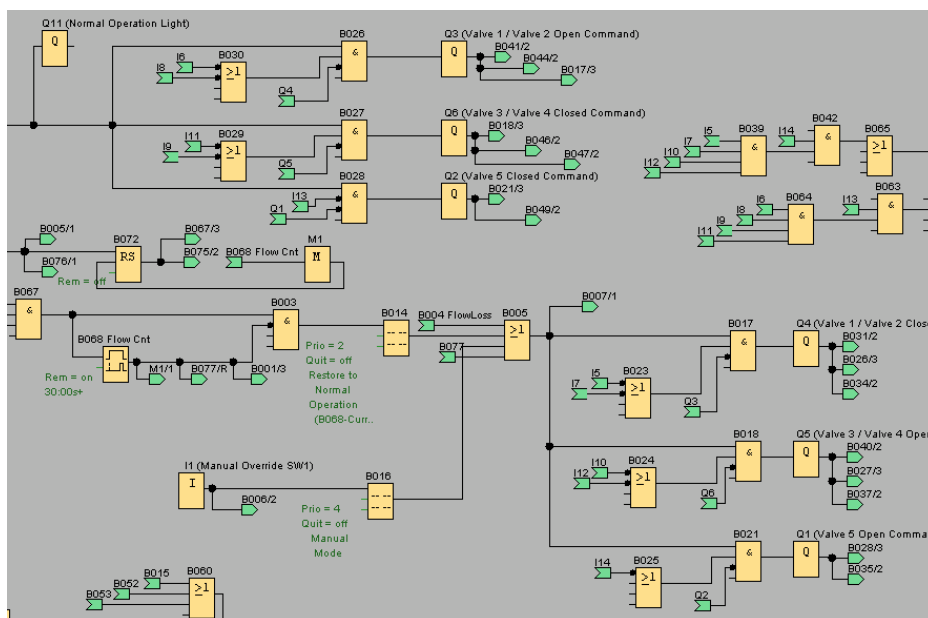 Q11 (Normal Operation Light)
Q
B026
&
Q3 (Valve 1 / Valve 2 Open Command)
Q
B041/2
B044/2
B017/3
I6
I8
B030
≥1
Q4
B027
&
Q6 (Valve 3 / Valve 4 Closed Command)
Q
B018/3
B046/2
B047/2
I11
I9
B029
≥1
Q5
B028
&
Q2 (Valve 5 Closed Command)
Q
B021/3
B049/2
I13
Q1
I5
I7
I10
I12
B039
&
I14
B042
&
B065
≥1
I6
I8
I9
I11
B064
&
I13
B063
&
B005/1
B076/1
B072
RS
Rem = off
B067/3
B075/2
B068 Flow Cnt
M1
M
B067
&
B068 Flow Cnt
Rem = on
30:00s+
M1/1
B077/R
B001/3
B003
&
B014
Prio = 2
Quit = off
Restore to
Normal
Operation
(B068-Curr..
B004 FlowLoss
B077
B005
≥1
B007/1
B017
&
Q4 (Valve 1 / Valve 2 Close
Q
B031/2
B026/3
B034/2
I5
I7
B023
≥1
Q3
B018
&
Q5 (Valve 3 / Valve 4 Open
Q
B040/2
B027/3
B037/2
I10
I12
B024
≥1
Q6
I1 (Manual Override SW1)
I
B006/2
B016
Prio = 4
Quit = off
Manual
Mode
B021
&
Q1 (Valve 5 Open Comma
Q
B028/3
B035/2
I14
B025
≥1
Q2
B015
B052
B053
B060
≥1